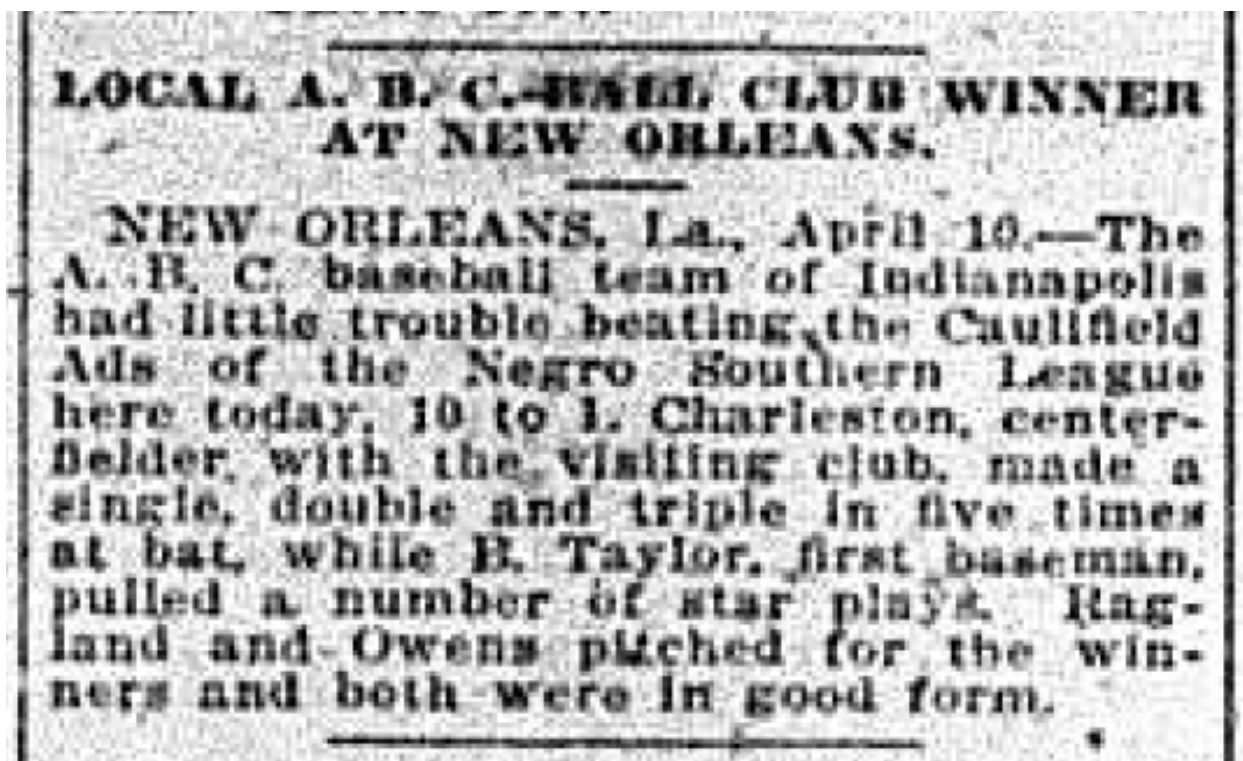 LOCAL A. B. C. BALL CLUB WINNER
AT NEW ORLEANS.
NEW ORLEANS, La., April 10.—The
A. B. C. baseball team of Indianapolis
had little trouble beating the Caulifield
Ads of the Negro Southern League
here today, 10 to 1. Charleston, center-
fielder, with the visiting club, made a
single, double and triple in five times
at bat, while B. Taylor, first baseman,
pulled a number of star plays. Rag-
land and Owens pitched for the win-
ners and both were in good form.